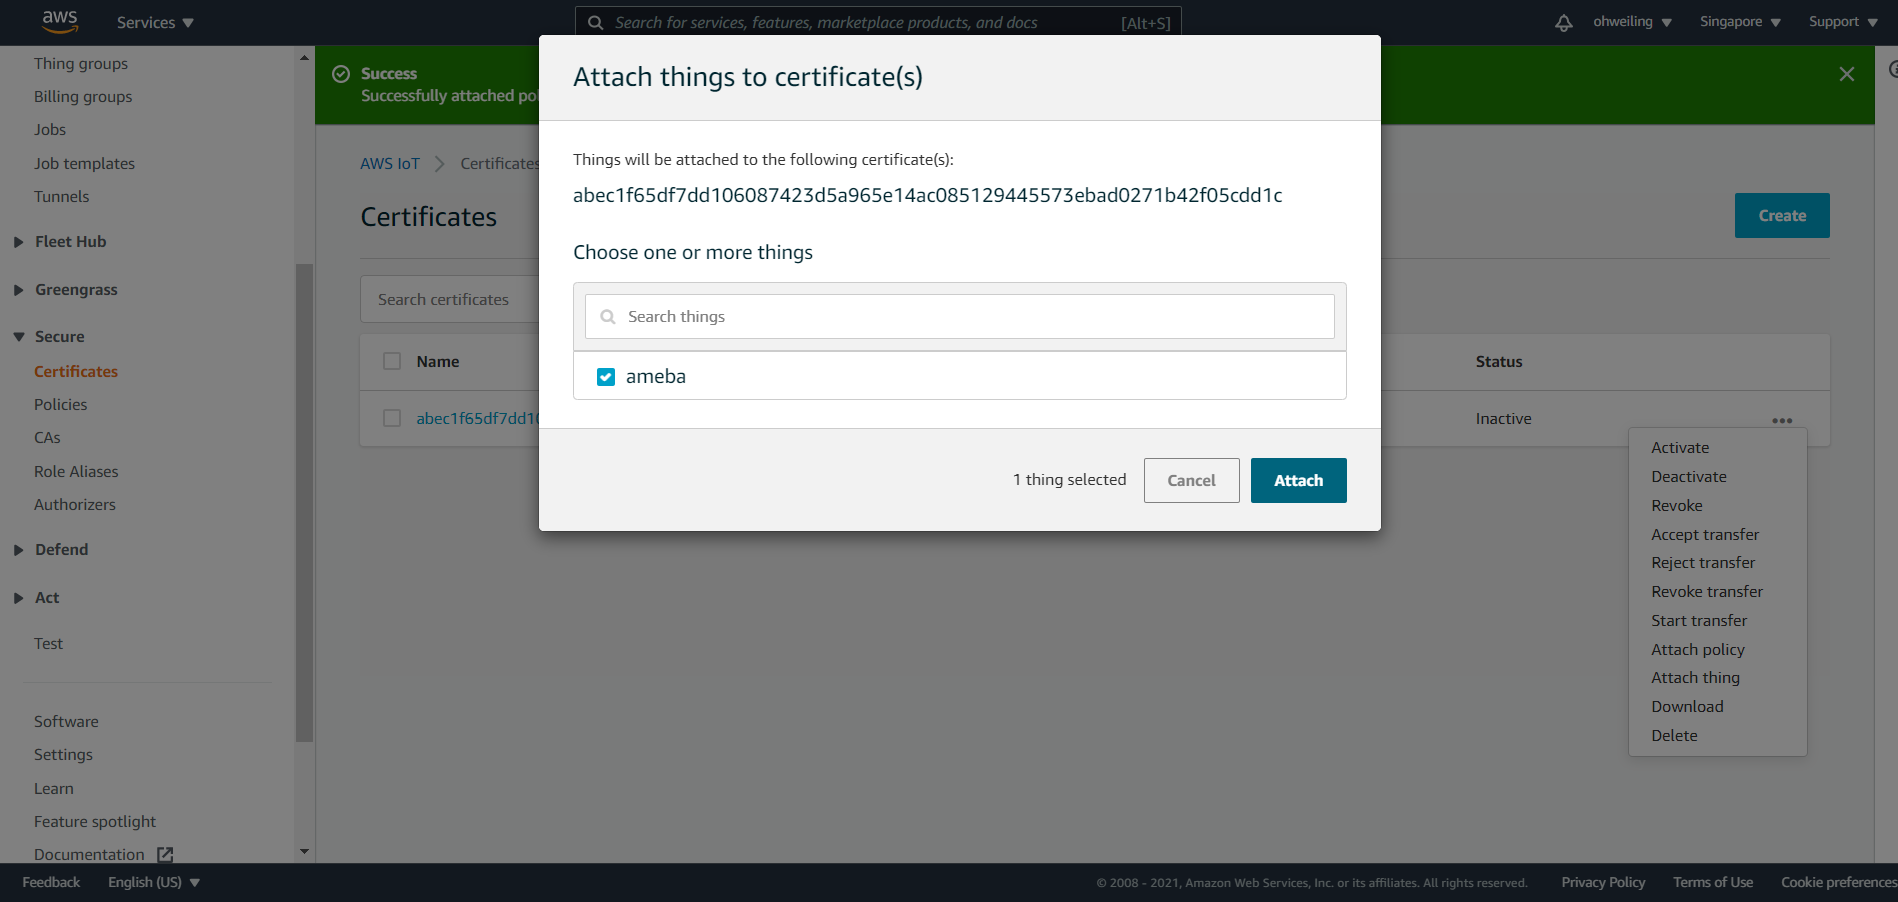 aws
Services
Search for services, features, marketplace products, and docs [Alt+S]
ohweiling
Singapore
Support
Thing groups
Billing groups
Jobs
Job templates
Tunnels
Fleet Hub
Greengrass
Secure
Certificates
Policies
CAs
Role Aliases
Authorizers
Defend
Act
Test
Software
Settings
Learn
Feature spotlight
Documentation
Success
Successfully attached pol
AWS IoT
Certificates
Certificates
Create
Search certificates
Name
Status
abec1f65df7dd10
Inactive
Activate
Deactivate
Revoke
Accept transfer
Reject transfer
Revoke transfer
Start transfer
Attach policy
Attach thing
Download
Delete
Attach things to certificate(s)
Things will be attached to the following certificate(s):
abec1f65df7dd106087423d5a965e14ac085129445573ebad0271b42f05cdd1c
Choose one or more things
Search things
ameba
1 thing selected
Cancel
Attach
Feedback
English (US)
© 2008 - 2021, Amazon Web Services, Inc. or its affiliates. All rights reserved.
Privacy Policy
Terms of Use
Cookie preferences